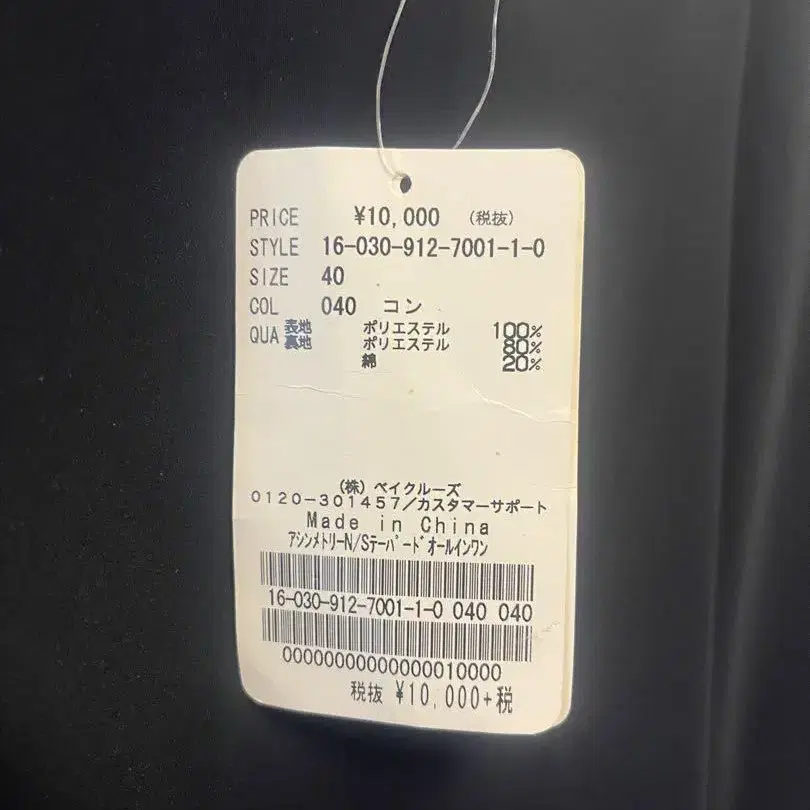 PRICE ¥10,000 (税抜)
STYLE 16-030-912-7001-1-0
SIZE 40
COL 040 コン
QUA 表地 ポリエステル 100%
裏地 ポリエステル 80%
綿 20%
(株) ベイクルーズ
0120-301457/カスタマーサポート
Made in China
アシンメトリーN/Sテーパードオールインワン
16-030-912-7001-1-0 040 040
00000000000000010000
税抜 ¥10,000+税